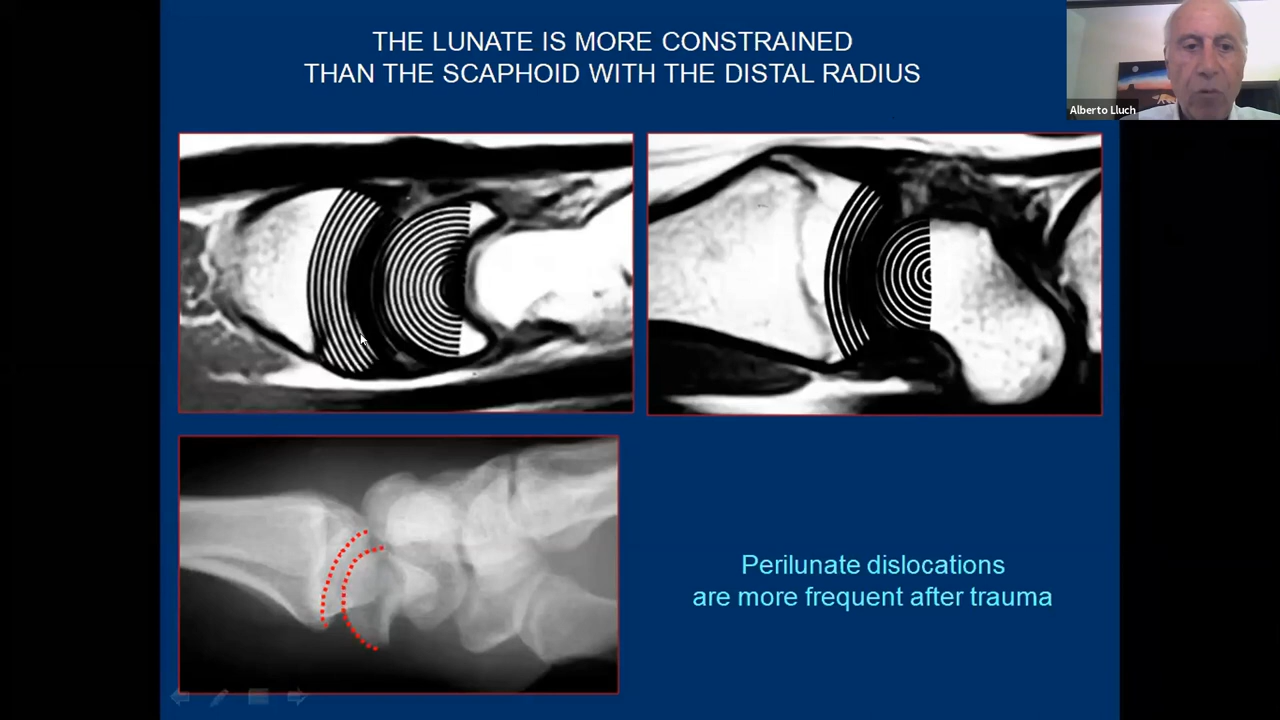 THE LUNATE IS MORE CONSTRAINED
THAN THE SCAPHOID WITH THE DISTAL RADIUS
Alberto Lluch
Perilunate dislocations
are more frequent after trauma